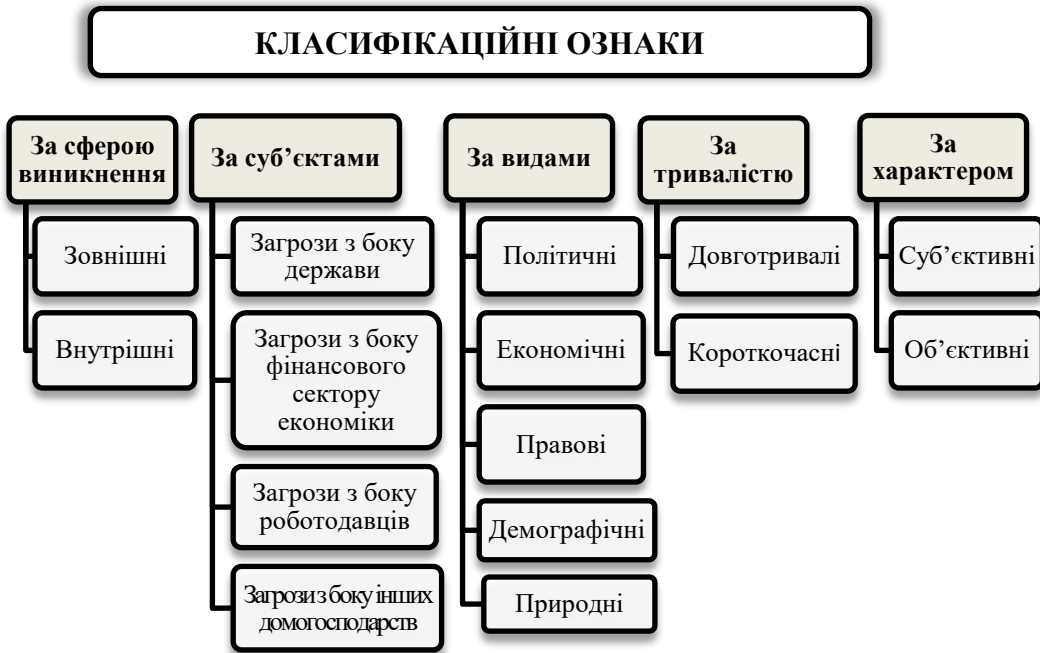 КЛАСИФІКАЦІЙНІ ОЗНАКИ
За сферою
виникнення
Зовнішні
Внутрішні
За суб’єктами
Загрози з боку
держави
Загрози з боку
фінансового
сектору
економіки
Загрози з боку
роботодавців
Загрози з боку інших
домогосподарств
За видами
Політичні
Економічні
Правові
Демографічні
Природні
За
тривалістю
Довготривалі
Короткочасні
За
характером
Суб’єктивні
Об’єктивні